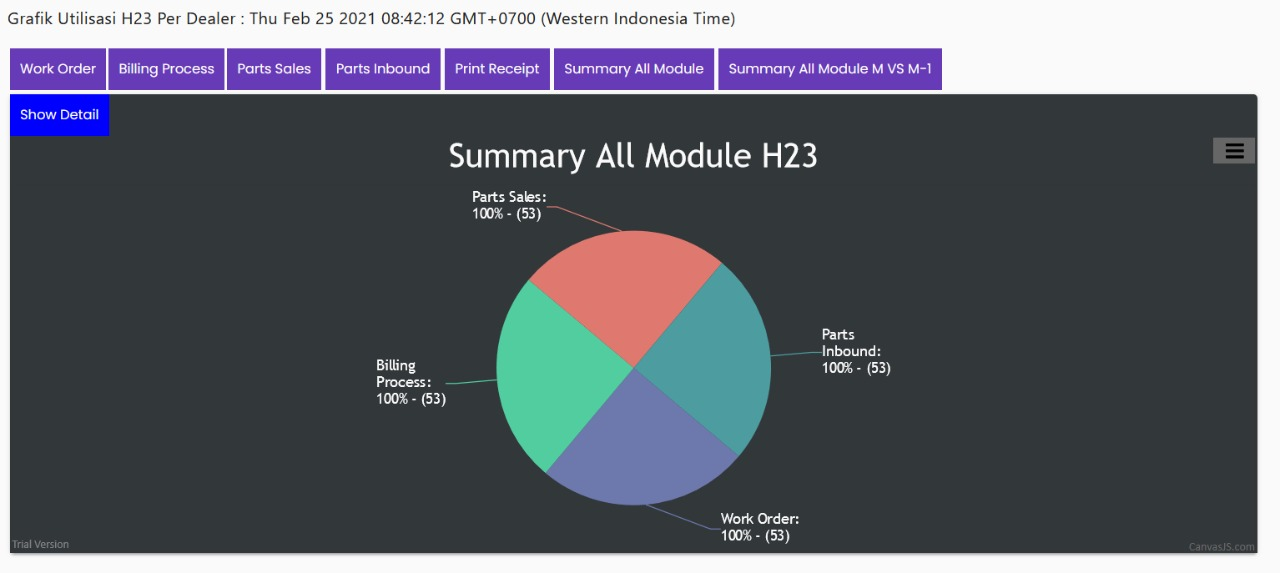 Grafik Utilisasi H23 Per Dealer : Thu Feb 25 2021 08:42:12 GMT+0700 (Western Indonesia Time)
Work Order Billing Process Parts Sales Parts Inbound Print Receipt Summary All Module Summary All Module M VS M-1
Show Detail
Summary All Module H23
Parts Sales:
100% - (53)
Parts
Inbound:
100% - (53)
Billing
Process:
100% - (53)
Work Order:
100% - (53)
Trial Version
CanvasJS.com